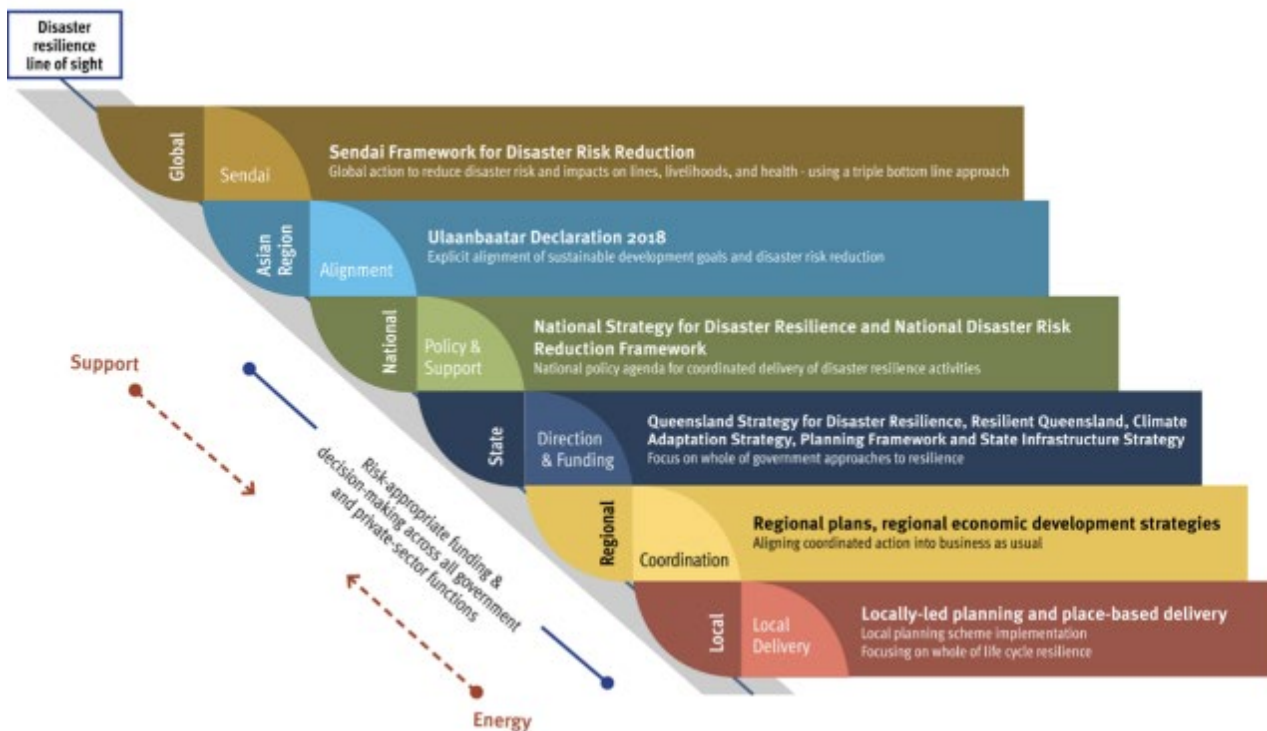 Disaster
resilience
line of sight
Global
Sendai
Sendai Framework for Disaster Risk Reduction
Global action to reduce disaster risk and impacts on lines, livelihoods, and health - using a triple bottom line approach
Asian
Region
Alignment
Ulaanbaatar Declaration 2018
Explicit alignment of sustainable development goals and disaster risk reduction
National
Policy &
Support
National Strategy for Disaster Resilience and National Disaster Risk
Reduction Framework
National policy agenda for coordinated delivery of disaster resilience activities
State
Direction
& Funding
Queensland Strategy for Disaster Resilience, Resilient Queensland, Climate
Adaptation Strategy, Planning Framework and State Infrastructure Strategy
Focus on whole of government approaches to resilience
Regional
Coordination
Regional plans, regional economic development strategies
Aligning coordinated action into business as usual
Local
Local
Delivery
Locally-led planning and place-based delivery
Local planning scheme implementation
Focusing on whole of life cycle resilience
Support
Risk-appropriate funding &
decision-making across all government
and private-sector functions
Energy